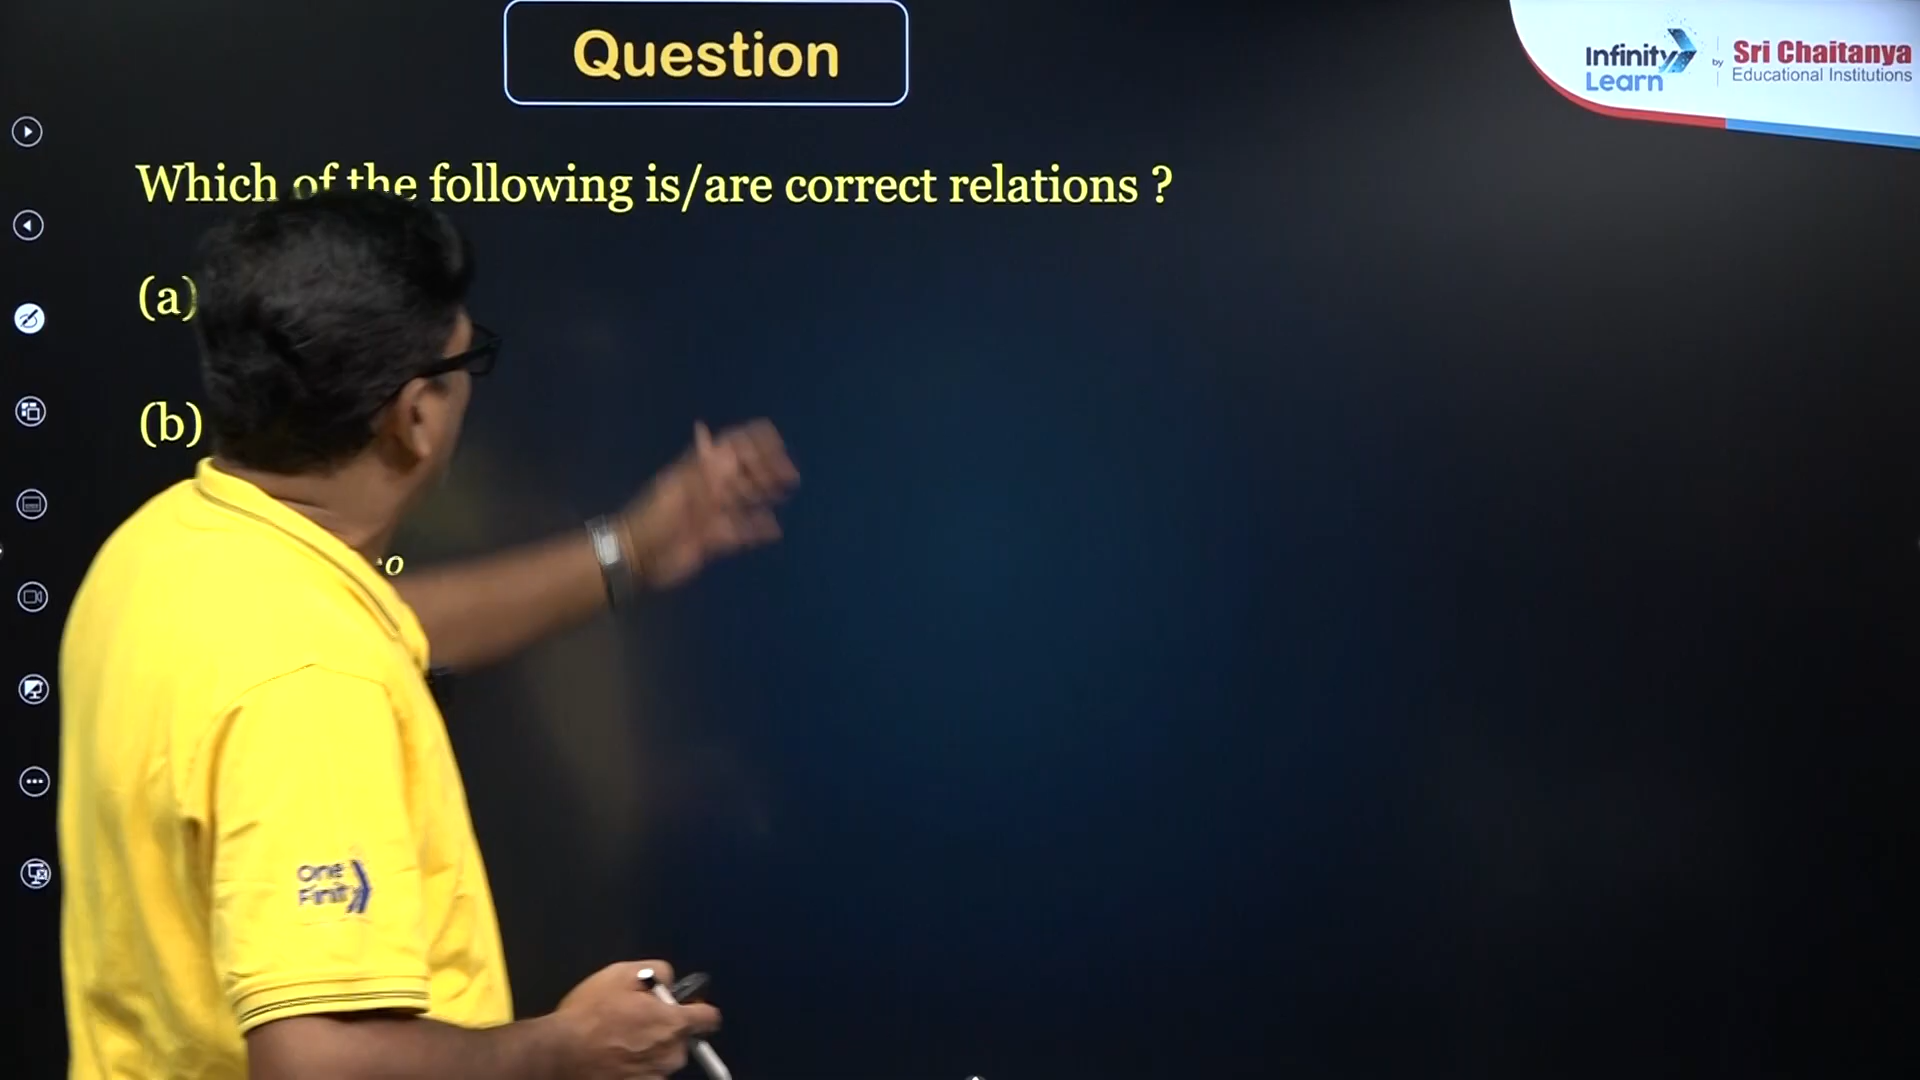 Question
Infinity Learn by Sri Chaitanya Educational Institutions
Which of the following is/are correct relations ?
(a)
(b)
o
One Finity